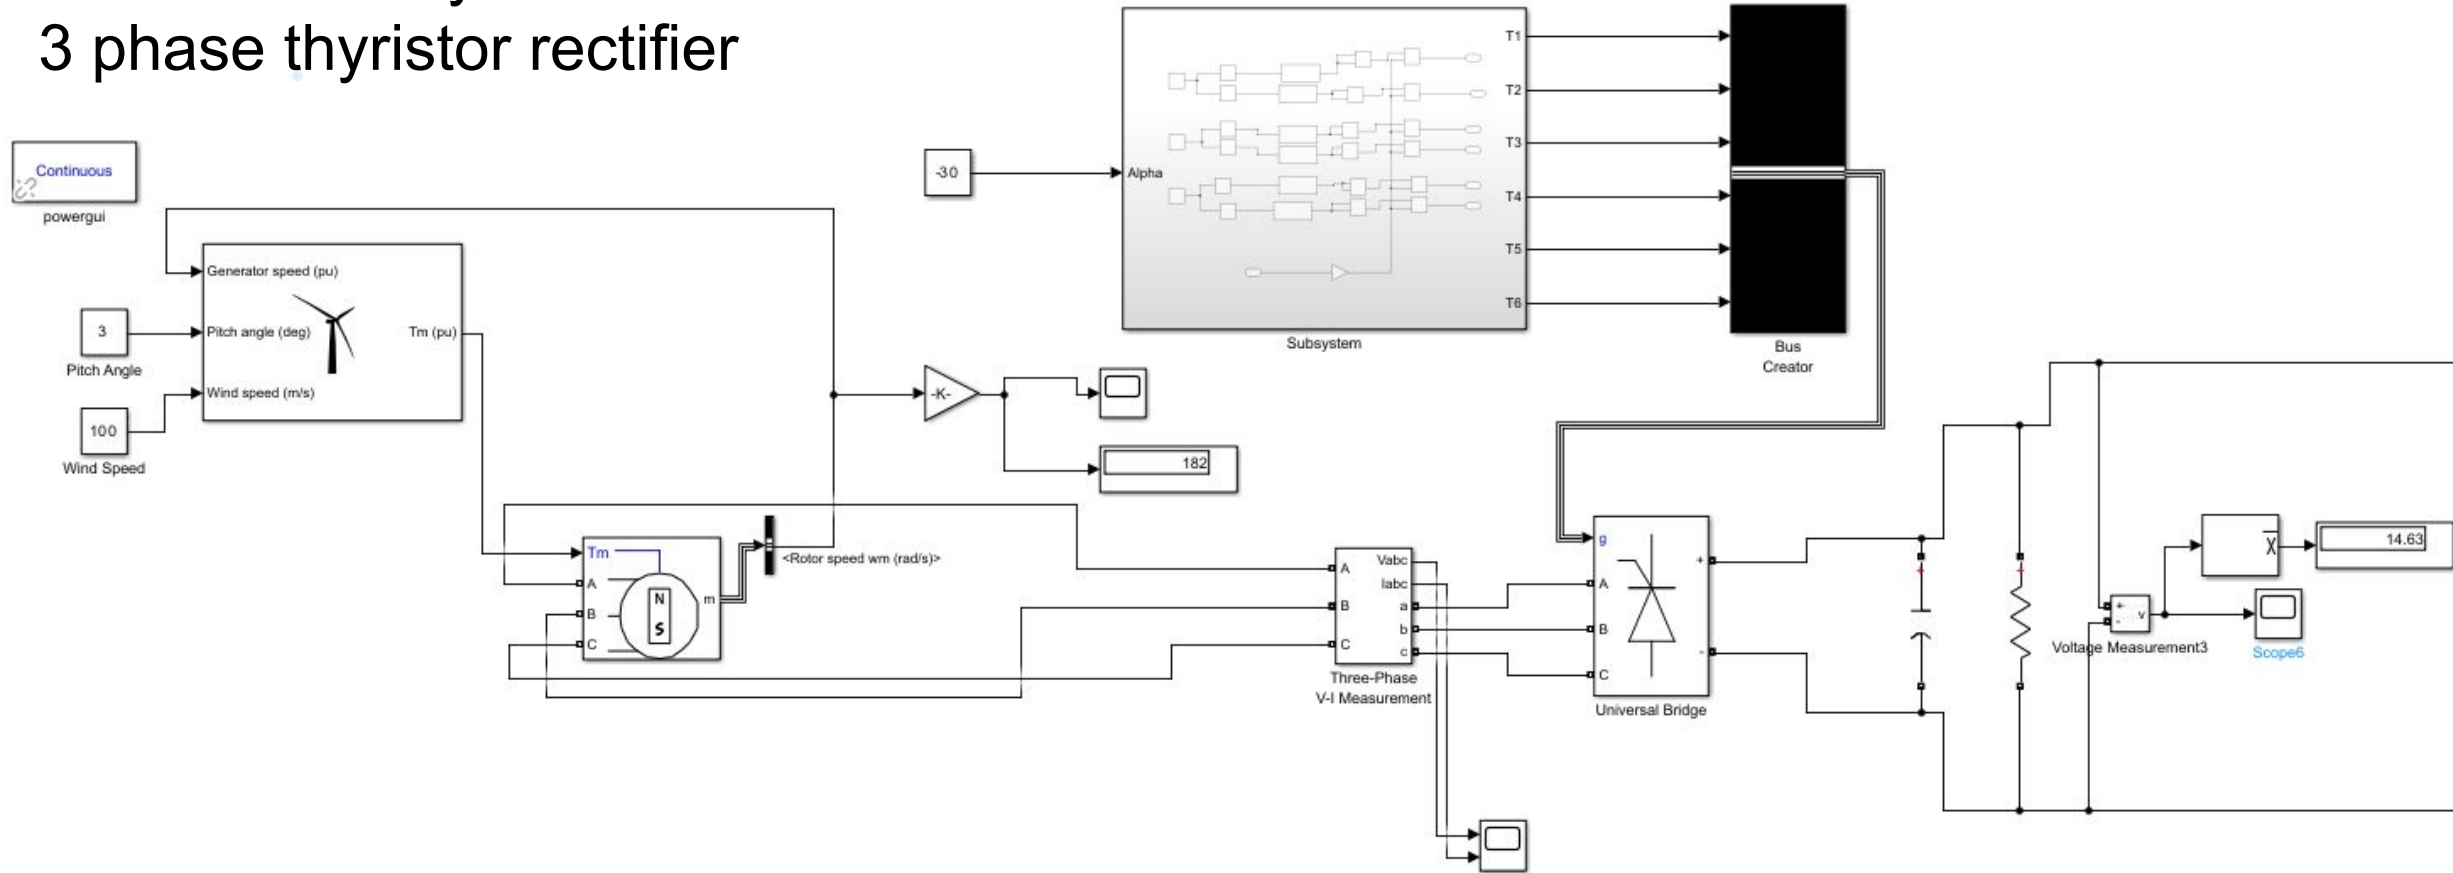 3 phase thyristor rectifier
Continuous
powergui
Generator speed (pu)
Pitch angle (deg)
Wind speed (m/s)
Tm (pu)
3
Pitch Angle
100
Wind Speed
-30
Alpha
T1
T2
T3
T4
T5
T6
Subsystem
Bus
Creator
-K-
182
Tm
A
B
C
N
S
m
<Rotor speed wm (rad/s)>
A
B
C
Vabc
Iabc
a
b
c
Three-Phase
V-I Measurement
g
A
B
C
+
-
Universal Bridge
+
+
+
-
v
Voltage Measurement3
X
14.63
Scope6